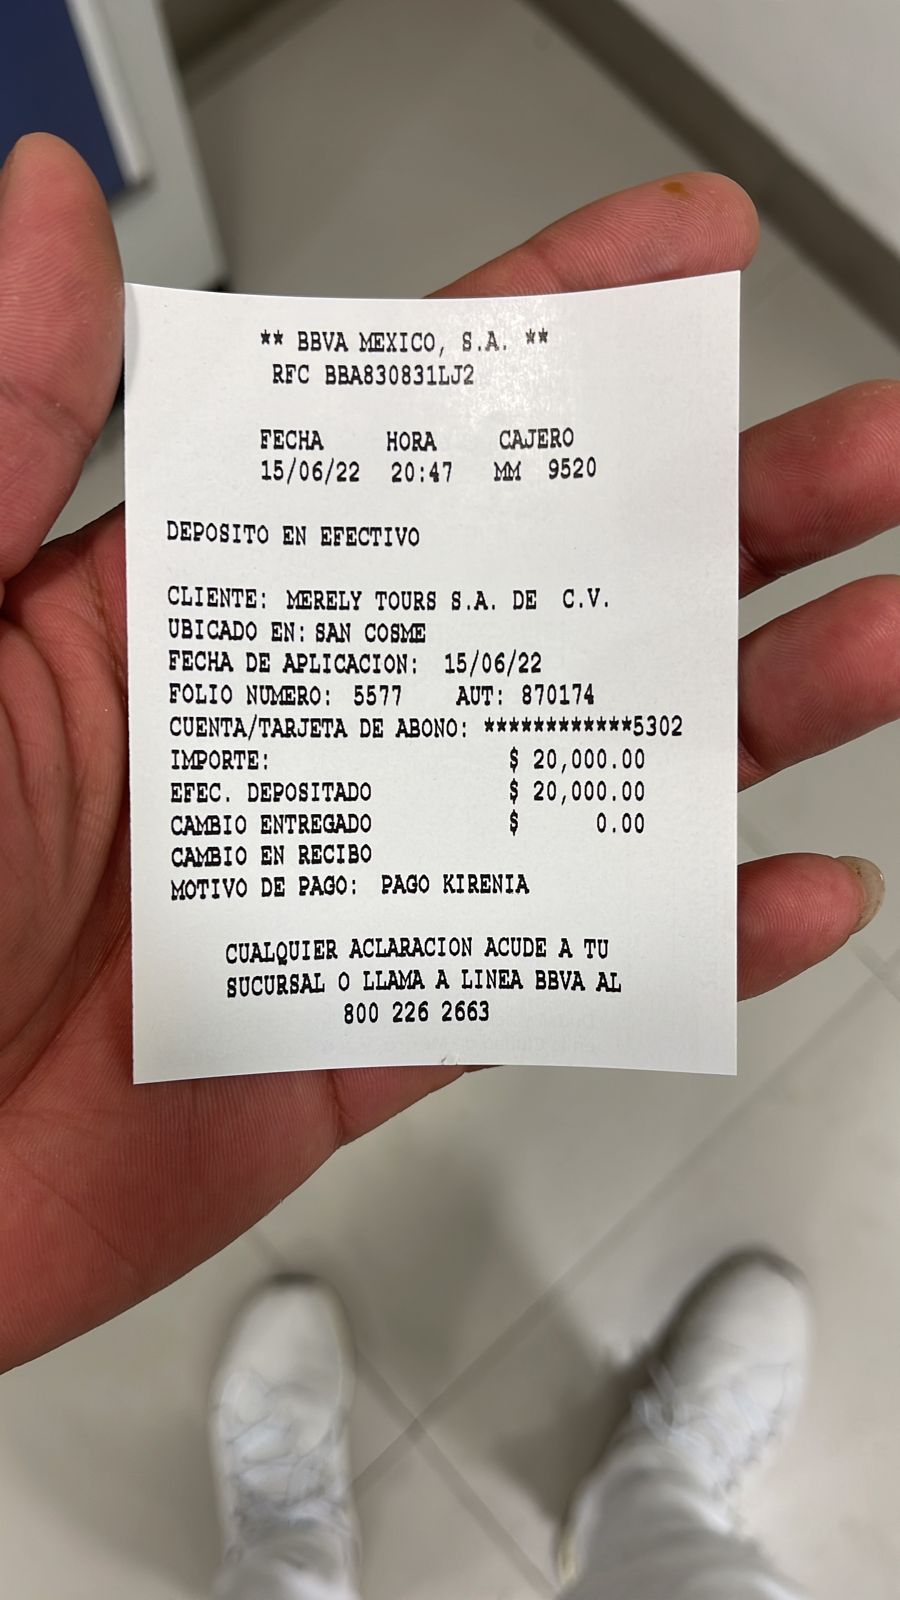 ** BBVA MEXICO, S.A. **
RFC BBA830831LJ2
FECHA HORA CAJERO
15/06/22 20:47 MM 9520
DEPOSITO EN EFECTIVO
CLIENTE: MERELY TOURS S.A. DE C.V.
UBICADO EN: SAN COSME
FECHA DE APLICACION: 15/06/22
FOLIO NUMERO: 5577 AUT: 870174
CUENTA/TARJETA DE ABONO: ************5302
IMPORTE: $ 20,000.00
EFEC. DEPOSITADO $ 20,000.00
CAMBIO ENTREGADO $ 0.00
CAMBIO EN RECIBO
MOTIVO DE PAGO: PAGO KIRENIA
CUALQUIER ACLARACION ACUDE A TU
SUCURSAL O LLAMA A LINEA BBVA AL
800 226 2663